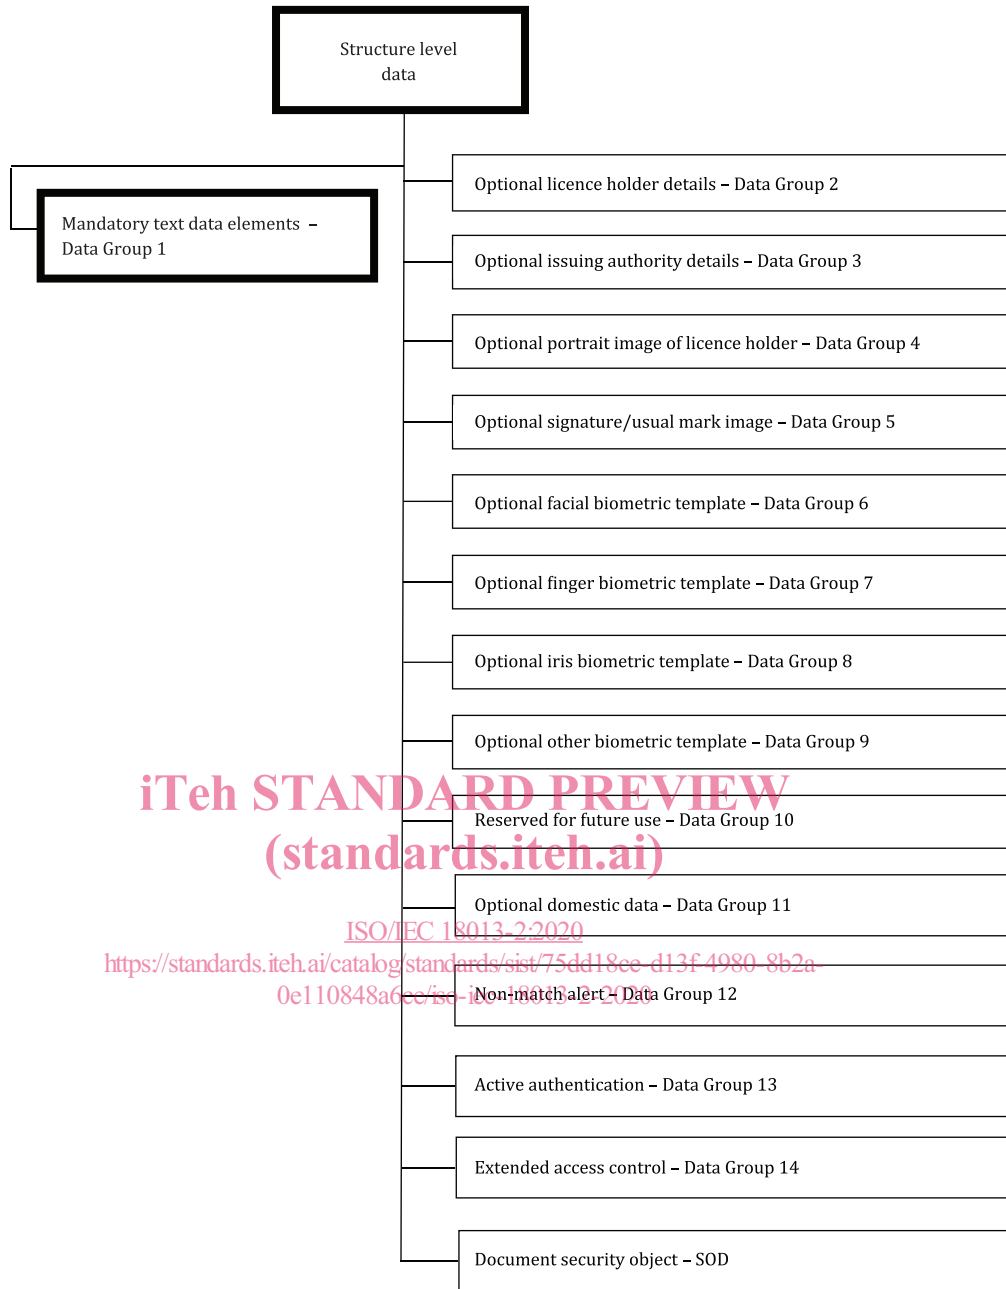 Structure level
data
Mandatory text data elements –
Data Group 1
Optional licence holder details – Data Group 2
Optional issuing authority details – Data Group 3
Optional portrait image of licence holder – Data Group 4
Optional signature/usual mark image – Data Group 5
Optional facial biometric template – Data Group 6
Optional finger biometric template – Data Group 7
Optional iris biometric template – Data Group 8
Optional other biometric template – Data Group 9
iTeh STANDARD PREVIEW
Reserved for future use – Data Group 10
(standards.iteh.ai)
Optional domestic data – Data Group 11
ISO/IEC 18013-2:2020
https://standards.iteh.ai/catalog/standards/sist/75dd18ce-d13f-4980-8b2a-
0e110848a6ee/iso-iec-18013-2-2020
Non-match alert – Data Group 12
Active authentication – Data Group 13
Extended access control – Data Group 14
Document security object – SOD